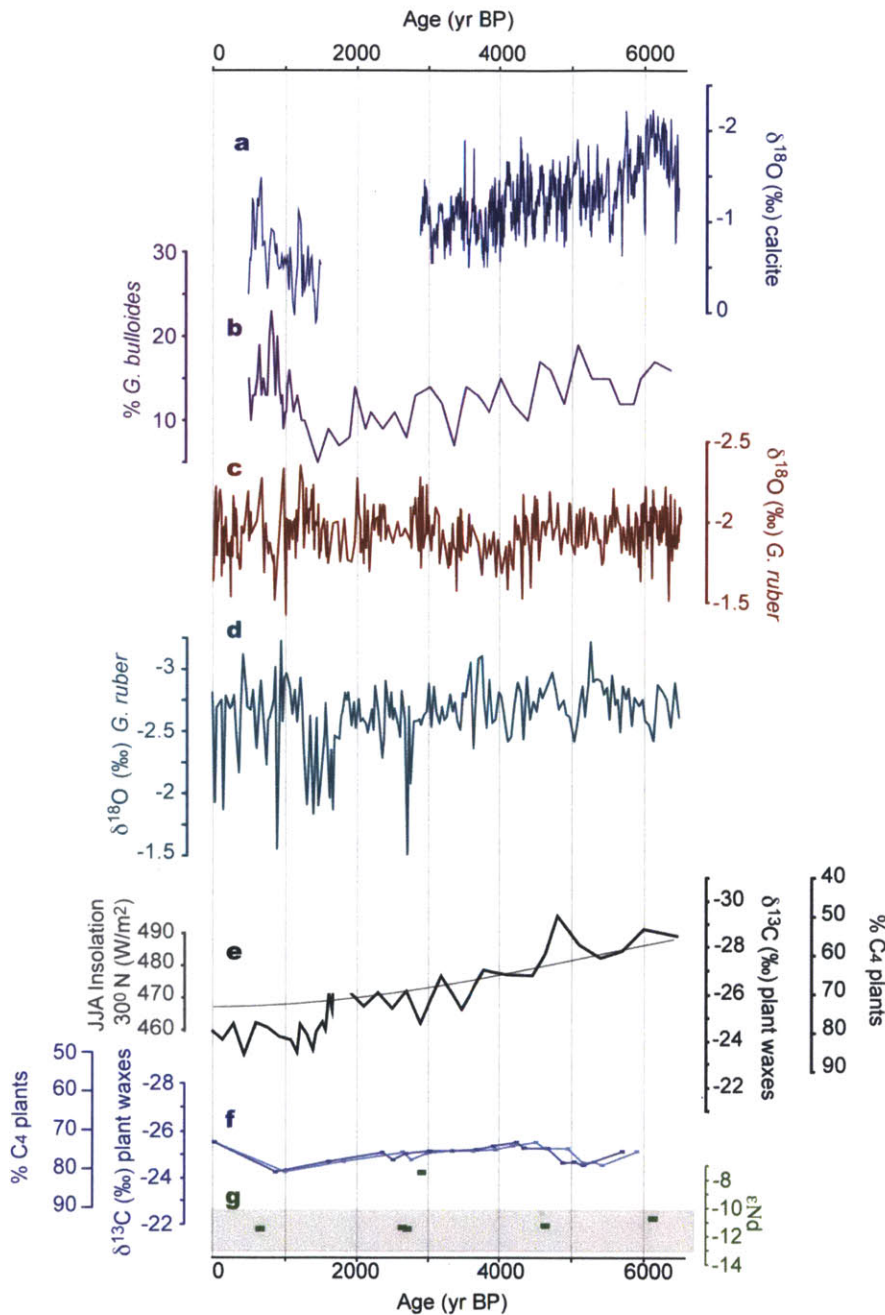 Age (yr BP)
0 2000 4000 6000
a
-2
-1
0
δ18O (‰) calcite
30
20
10
% G. bulloides
b
c
-2.5
-2
-1.5
δ18O (‰) G. ruber
d
-3
-2.5
-2
-1.5
δ18O (‰) G. ruber
e
490
480
470
460
JJA Insolation
30⁰ N (W/m2)
-30
-28
-26
-24
-22
δ13C (‰) plant waxes
40
50
60
70
80
90
% C4 plants
f
50
60
70
80
90
% C4 plants
-28
-26
-24
-22
δ13C (‰) plant waxes
g
-8
-10
-12
-14
εNd
0 2000 4000 6000
Age (yr BP)